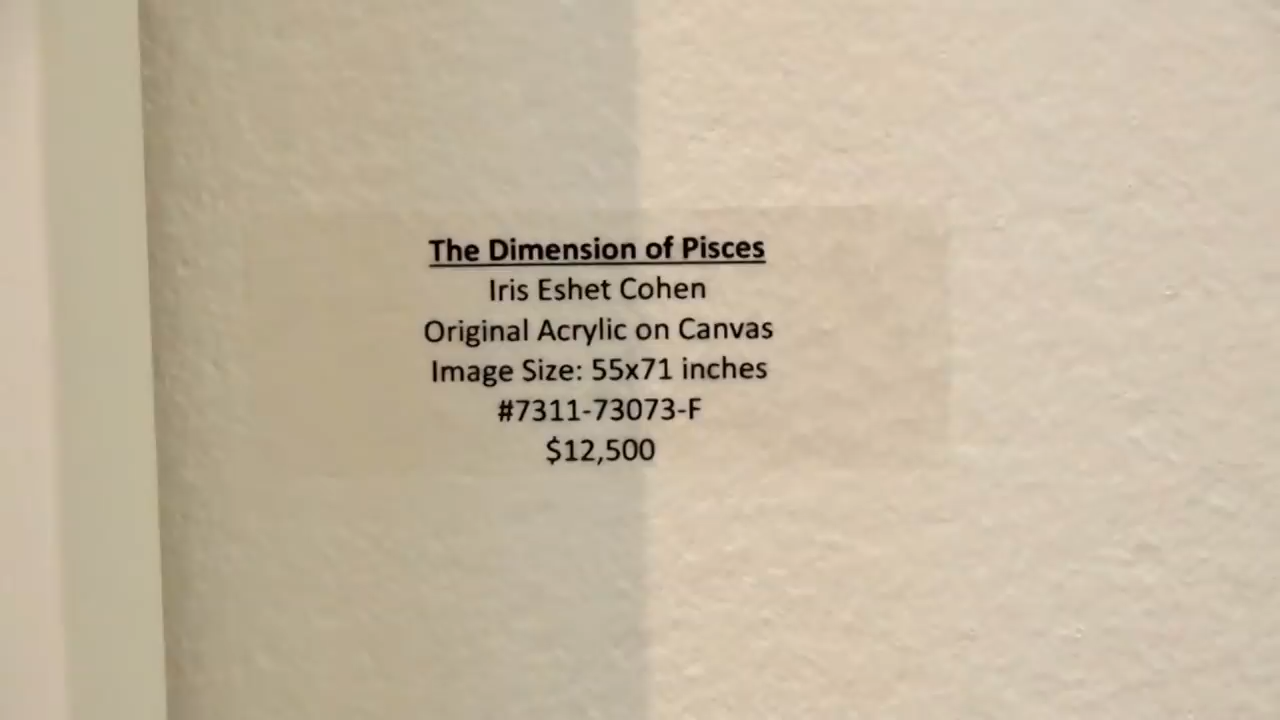 The Dimension of Pisces
Iris Eshet Cohen
Original Acrylic on Canvas
Image Size: 55x71 inches
#7311-73073-F
$12,500